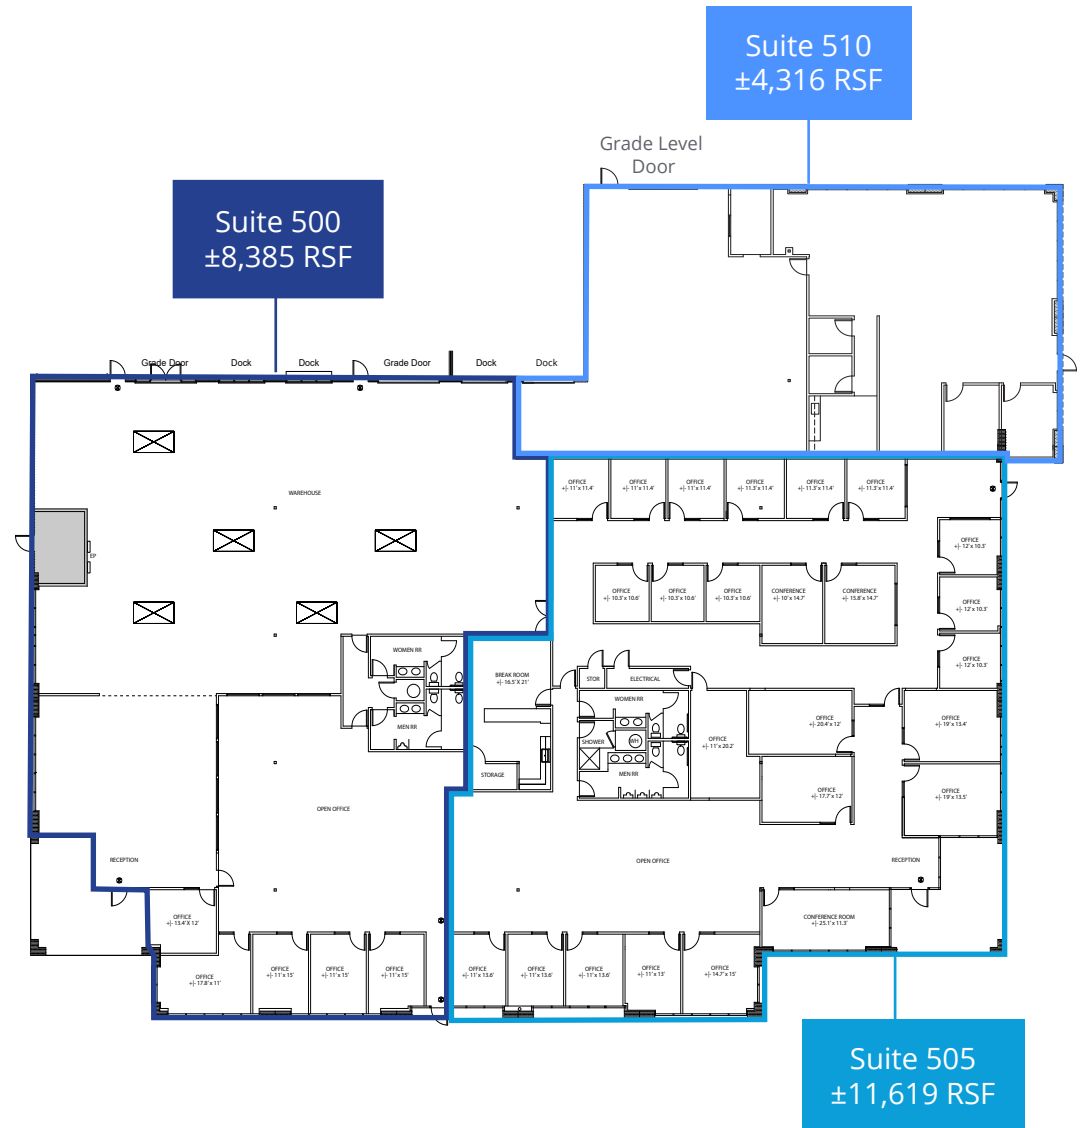 Suite 510
±4,316 RSF
Grade Level
Door
Suite 500
±8,385 RSF
Grade Door
Dock
Dock
Grade Door
Dock
Dock
OFFICE
+|- 11' x 11.4'
OFFICE
+|- 11' x 11.4'
OFFICE
+|- 11' x 11.4'
OFFICE
+|- 11.3' x 11.4'
OFFICE
+|- 11.3' x 11.4'
OFFICE
+|- 11.3' x 11.4'
WAREHOUSE
EP
OFFICE
+|- 12' x 10.3'
OFFICE
+|- 10.3' x 10.6'
OFFICE
+|- 10.3' x 10.6'
OFFICE
+|- 10.3' x 10.6'
CONFERENCE
+|- 10' x 14.7'
CONFERENCE
+|- 15.8' x 14.7'
OFFICE
+|- 12' x 10.3'
OFFICE
+|- 12' x 10.3'
WOMEN RR
MEN RR
BREAK ROOM
+|- 16.5' X 21'
STOR
ELECTRICAL
WOMEN RR
SHOWER
WH
MEN RR
STORAGE
OFFICE
+|- 11' x 20.2'
OFFICE
+|- 20.4' x 12'
OFFICE
+|- 19' x 13.4'
OFFICE
+|- 17.7' x 12'
OFFICE
+|- 19' x 13.5'
OPEN OFFICE
RECEPTION
OPEN OFFICE
RECEPTION
OFFICE
+|- 13.4' X 12'
CONFERENCE ROOM
+|- 25.1' x 11.3'
OFFICE
+|- 17.8' x 11'
OFFICE
+|- 11' x 15'
OFFICE
+|- 11' x 15'
OFFICE
+|- 11' x 15'
OFFICE
+|- 11' x 13.6'
OFFICE
+|- 11' x 13.6'
OFFICE
+|- 11' x 13.6'
OFFICE
+|- 11' x 13'
OFFICE
+|- 14.7' x 15'
Suite 505
±11,619 RSF